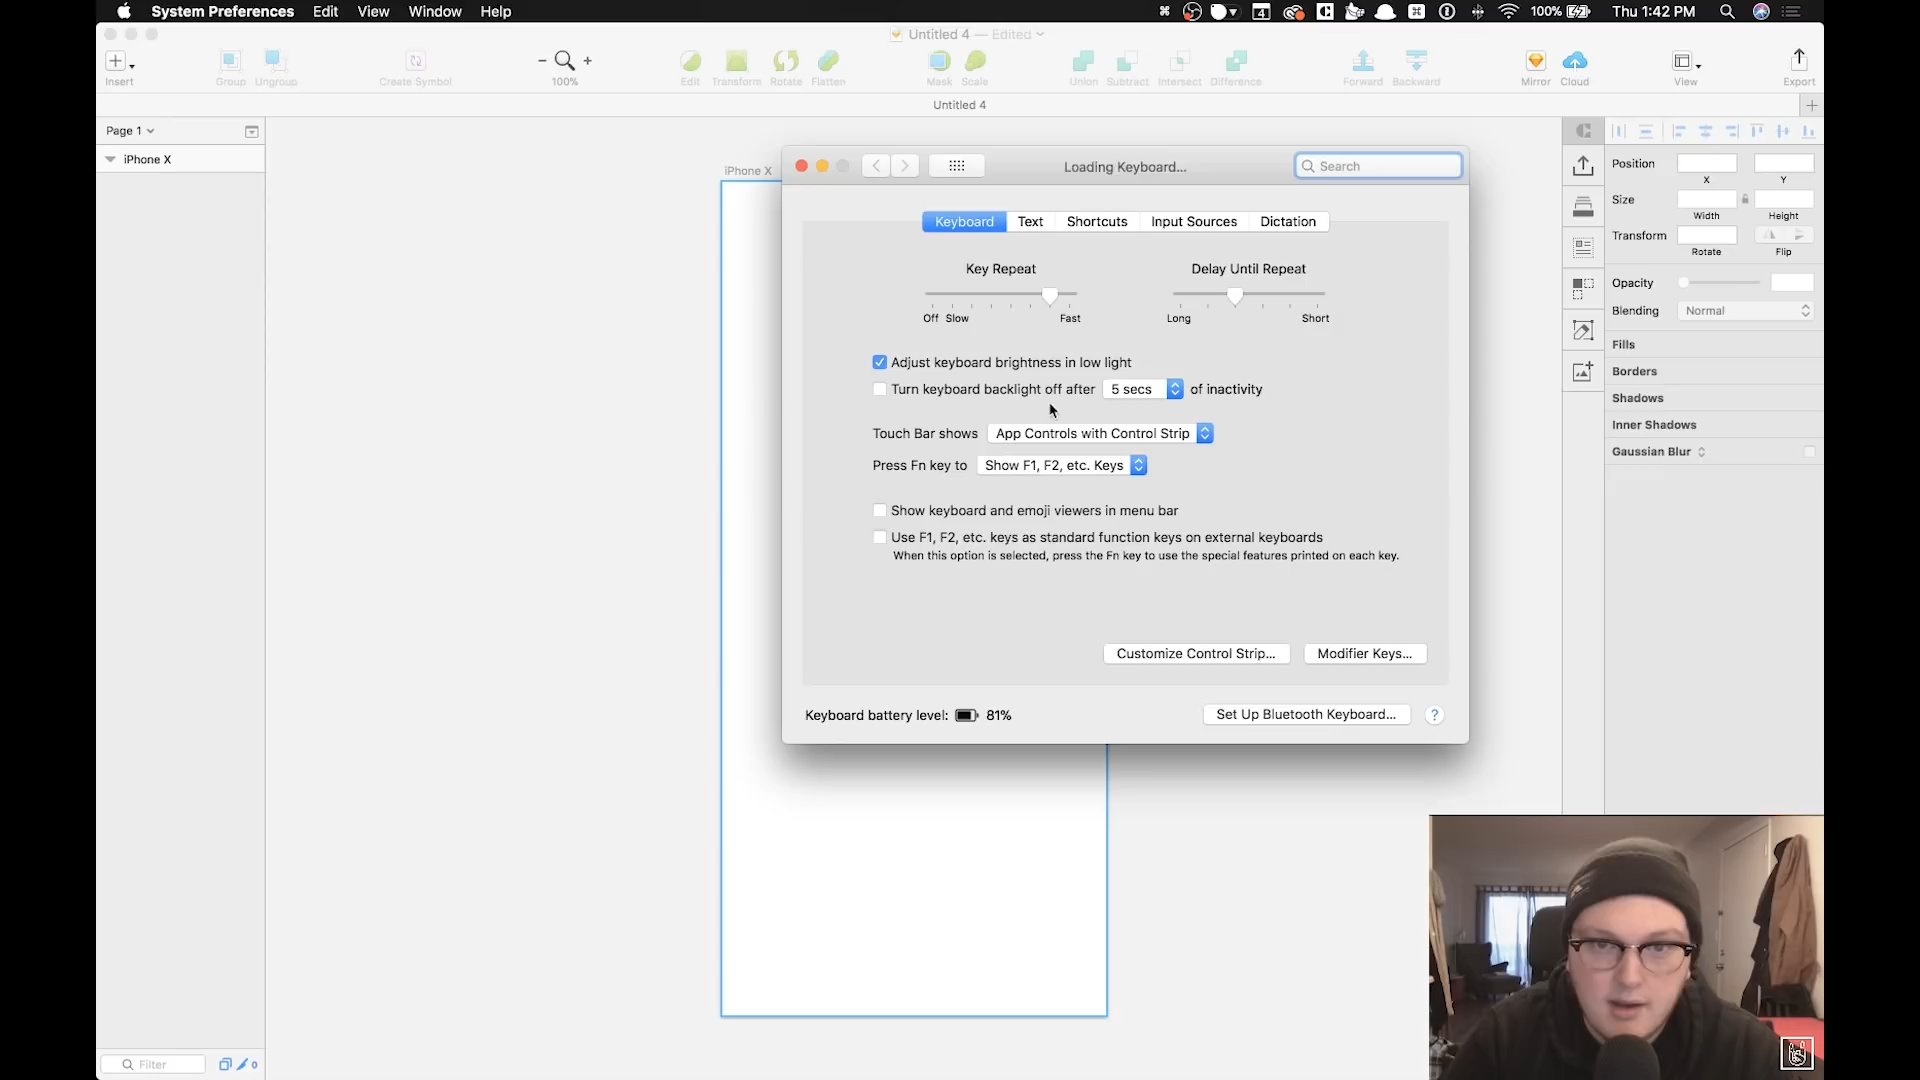 System Preferences Edit View Window Help
4 100% Thu 1:42 PM
Untitled 4 — Edited
Insert Group Ungroup Create Symbol 100% Edit Transform Rotate Flatten Mask Scale Union Subtract Intersect Difference Forward Backward Mirror Cloud View Export
Untitled 4
Page 1
iPhone X
iPhone X
Loading Keyboard...
Search
Keyboard Text Shortcuts Input Sources Dictation
Key Repeat Delay Until Repeat
Off Slow Fast Long Short
Adjust keyboard brightness in low light
Turn keyboard backlight off after 5 secs of inactivity
Touch Bar shows App Controls with Control Strip
Press Fn key to Show F1, F2, etc. Keys
Show keyboard and emoji viewers in menu bar
Use F1, F2, etc. keys as standard function keys on external keyboards
When this option is selected, press the Fn key to use the special features printed on each key.
Customize Control Strip... Modifier Keys...
Keyboard battery level: 81% Set Up Bluetooth Keyboard... ?
Position
X Y
Size
Width Height
Transform
Rotate Flip
Opacity
Blending Normal
Fills
Borders
Shadows
Inner Shadows
Gaussian Blur
Filter 0